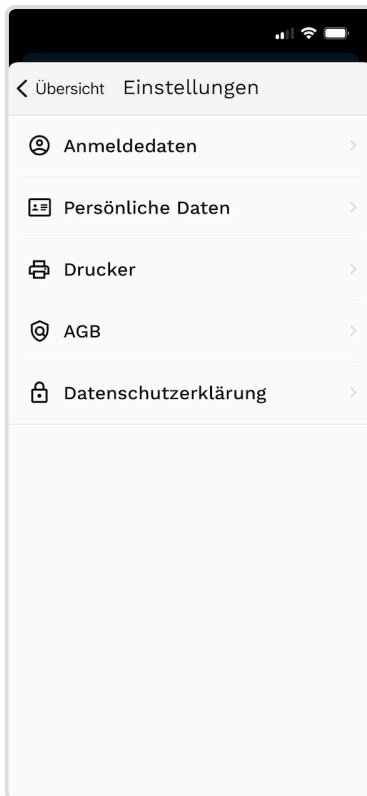 Übersicht Einstellungen
Anmeldedaten
Persönliche Daten
Drucker
AGB
Datenschutzerklärung